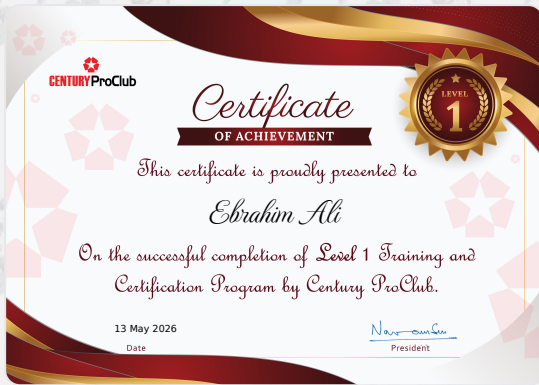 CENTURY ProClub
LEVEL
1
Certificate
OF ACHIEVEMENT
This certificate is proudly presented to
Ebrahim Ali
On the successful completion of Level 1 Training and
Certification Program by Century ProClub.
13 May 2026
Date
President